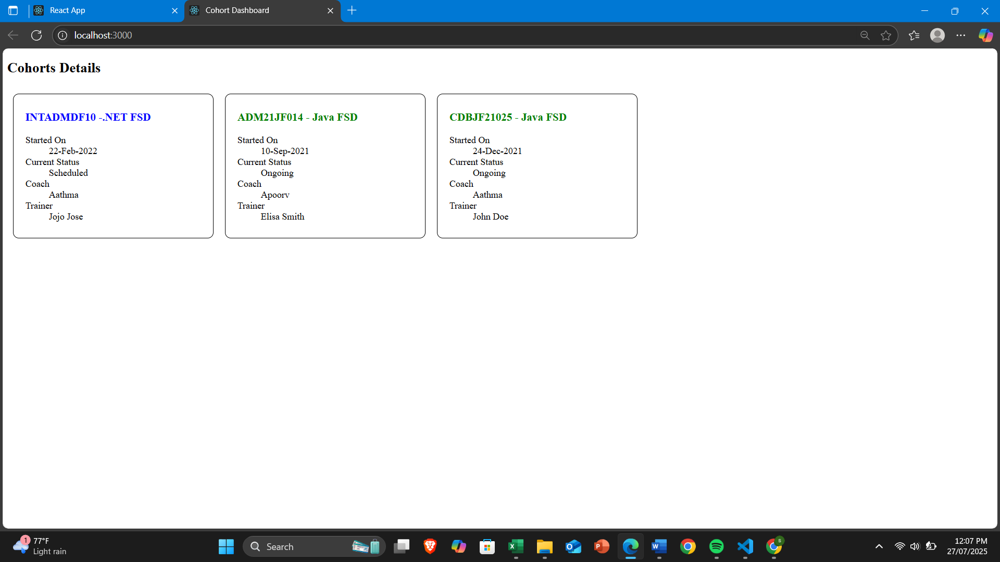 React App
Cohort Dashboard
localhost:3000
Cohorts Details
INTADMDF10 -.NET FSD
Started On
22-Feb-2022
Current Status
Scheduled
Coach
Aathma
Trainer
Jojo Jose
ADM21JF014 - Java FSD
Started On
10-Sep-2021
Current Status
Ongoing
Coach
Apoorv
Trainer
Elisa Smith
CDBJF21025 - Java FSD
Started On
24-Dec-2021
Current Status
Ongoing
Coach
Aathma
Trainer
John Doe
1
77°F
Light rain
Search
12:07 PM
27/07/2025